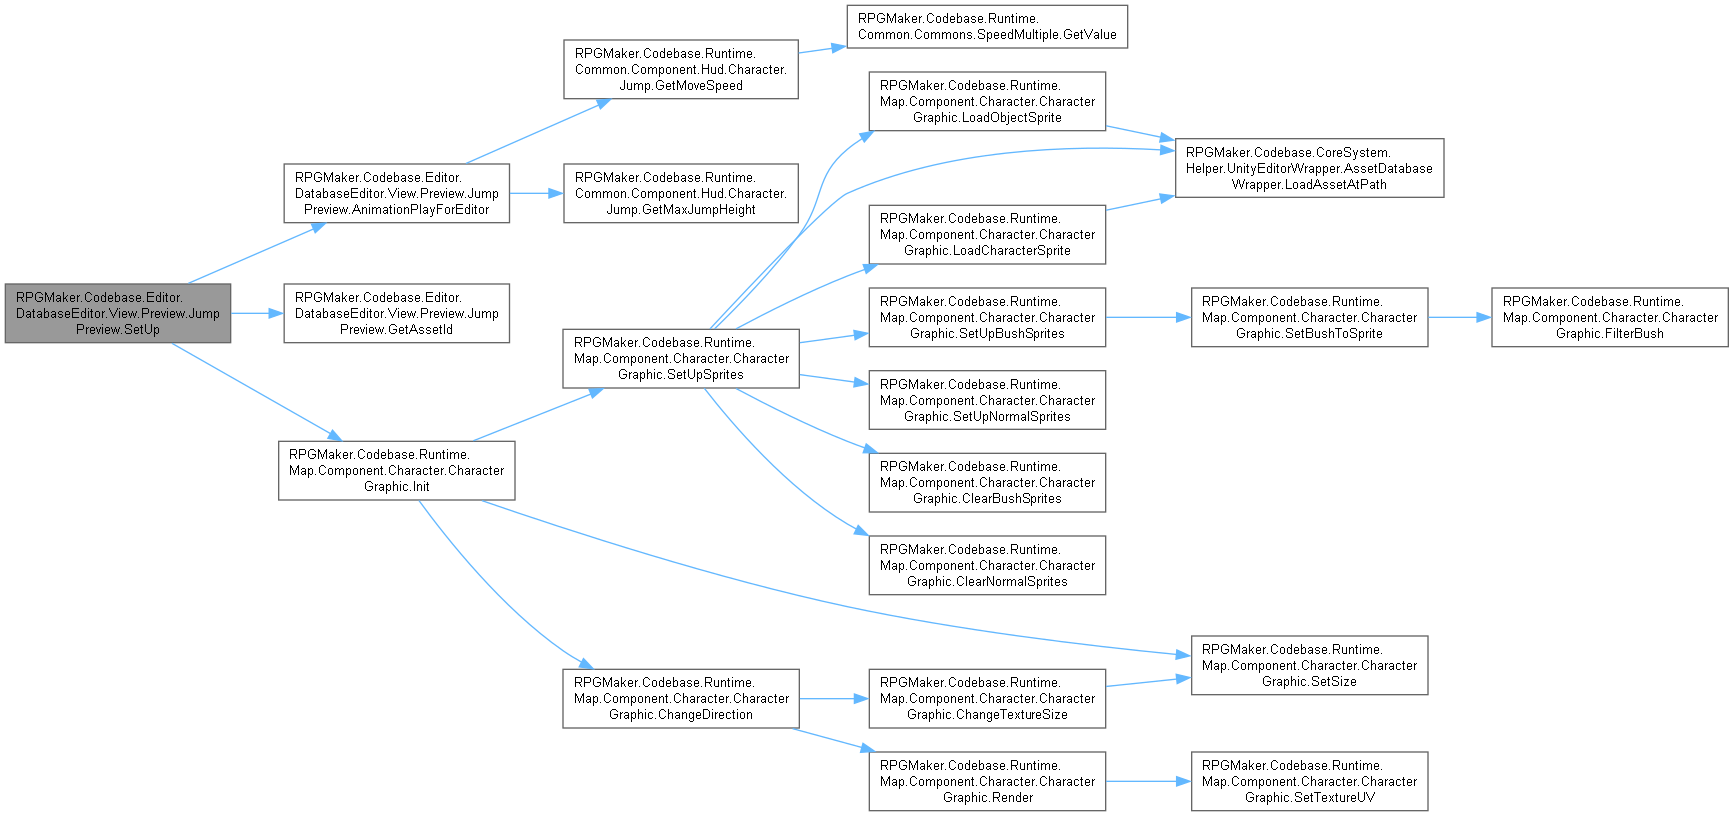 RPGMaker.Codebase.Editor.
DatabaseEditor.View.Preview.Jump
Preview.SetUp
RPGMaker.Codebase.Editor.
DatabaseEditor.View.Preview.Jump
Preview.AnimationPlayForEditor
RPGMaker.Codebase.Editor.
DatabaseEditor.View.Preview.Jump
Preview.GetAssetId
RPGMaker.Codebase.Runtime.
Map.Component.Character.Character
Graphic.Init
RPGMaker.Codebase.Runtime.
Common.Component.Hud.Character.
Jump.GetMoveSpeed
RPGMaker.Codebase.Runtime.
Common.Component.Hud.Character.
Jump.GetMaxJumpHeight
RPGMaker.Codebase.Runtime.
Map.Component.Character.Character
Graphic.SetUpSprites
RPGMaker.Codebase.Runtime.
Map.Component.Character.Character
Graphic.ChangeDirection
RPGMaker.Codebase.Runtime.
Common.Commons.SpeedMultiple.GetValue
RPGMaker.Codebase.Runtime.
Map.Component.Character.Character
Graphic.LoadObjectSprite
RPGMaker.Codebase.Runtime.
Map.Component.Character.Character
Graphic.LoadCharacterSprite
RPGMaker.Codebase.Runtime.
Map.Component.Character.Character
Graphic.SetUpBushSprites
RPGMaker.Codebase.Runtime.
Map.Component.Character.Character
Graphic.SetUpNormalSprites
RPGMaker.Codebase.Runtime.
Map.Component.Character.Character
Graphic.ClearBushSprites
RPGMaker.Codebase.Runtime.
Map.Component.Character.Character
Graphic.ClearNormalSprites
RPGMaker.Codebase.Runtime.
Map.Component.Character.Character
Graphic.ChangeTextureSize
RPGMaker.Codebase.Runtime.
Map.Component.Character.Character
Graphic.Render
RPGMaker.Codebase.CoreSystem.
Helper.UnityEditorWrapper.AssetDatabase
Wrapper.LoadAssetAtPath
RPGMaker.Codebase.Runtime.
Map.Component.Character.Character
Graphic.SetBushToSprite
RPGMaker.Codebase.Runtime.
Map.Component.Character.Character
Graphic.SetSize
RPGMaker.Codebase.Runtime.
Map.Component.Character.Character
Graphic.SetTextureUV
RPGMaker.Codebase.Runtime.
Map.Component.Character.Character
Graphic.FilterBush